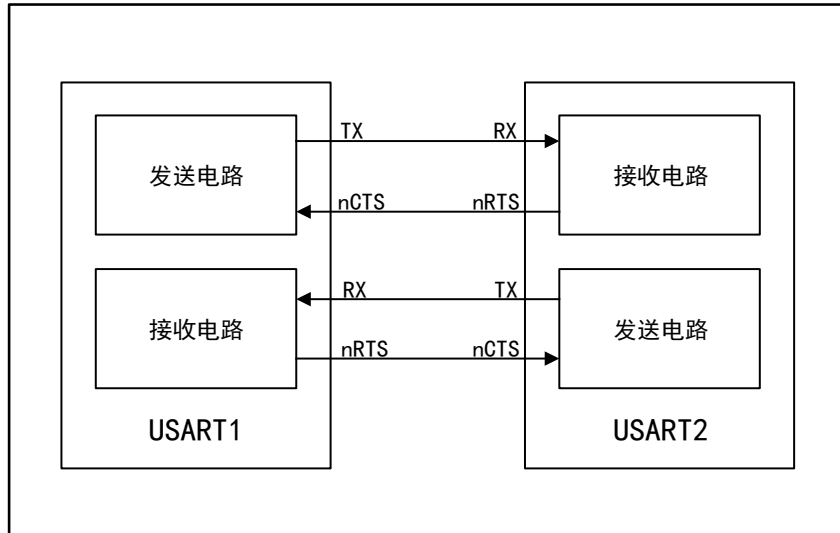 TX RX
发送电路 接收电路
nCTS nRTS
RX TX
接收电路 发送电路
nRTS nCTS
USART1 USART2